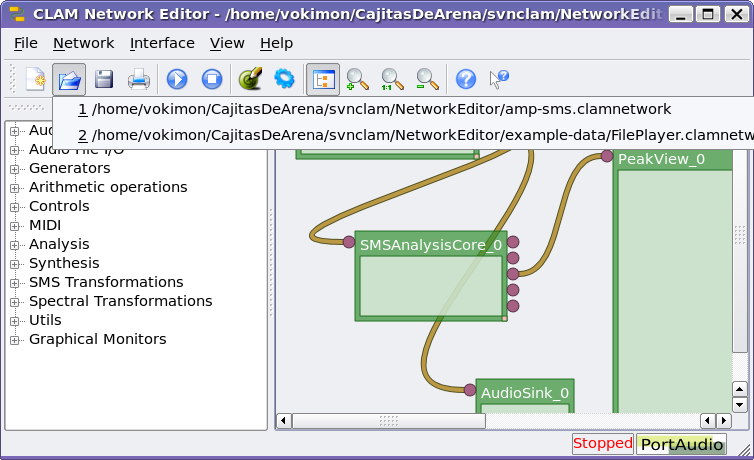 CLAM Network Editor - /home/vokimon/CajitasDeArena/svnclam/NetworkEdit
File Network Interface View Help
1:1
1 /home/vokimon/CajitasDeArena/svnclam/NetworkEditor/amp-sms.clamnetwork
2 /home/vokimon/CajitasDeArena/svnclam/NetworkEditor/example-data/FilePlayer.clamnetw
Audio File I/O
Generators
Arithmetic operations
Controls
MIDI
Analysis
Synthesis
SMS Transformations
Spectral Transformations
Utils
Graphical Monitors
PeakView_0
SMSAnalysisCore_0
AudioSink_0
Stopped PortAudio